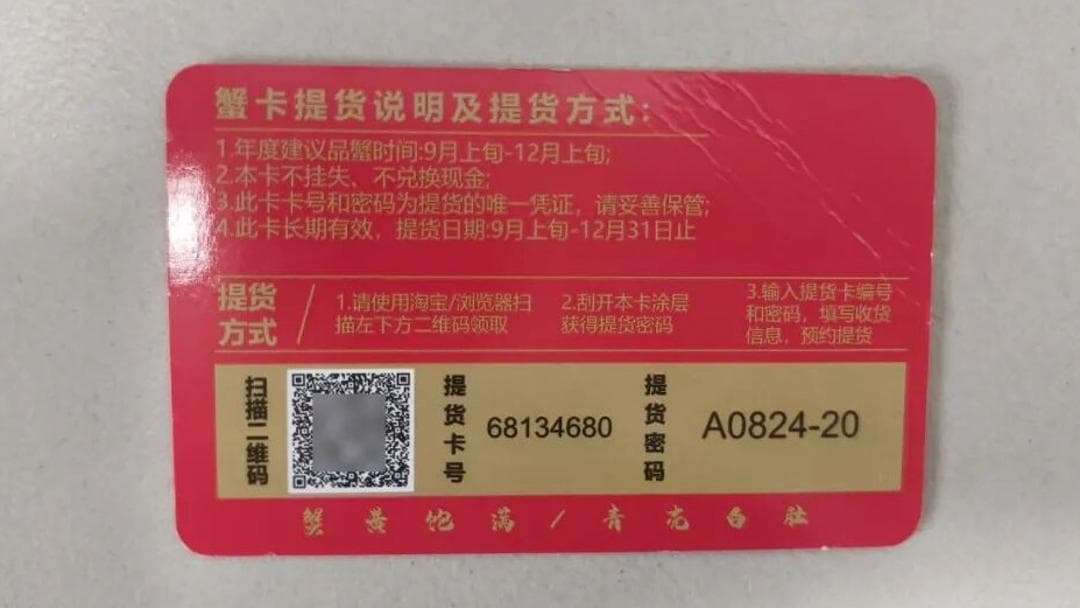 蟹卡提货说明及提货方式:
1.年度建议品蟹时间:9月上旬-12月上旬;
2.本卡不挂失、不兑换现金;
3.此卡卡号和密码为提货的唯一凭证，请妥善保管;
4.此卡长期有效，提货日期:9月上旬-12月31日止
提货
方式
1.请使用淘宝/浏览器扫
描左下方二维码领取
2.刮开本卡涂层
获得提货密码
3.输入提货卡编号
和密码，填写收货
信息，预约提货
扫描二维码
提货卡号
68134680
提货密码
A0824-20
蟹黄饱满/青壳白肚